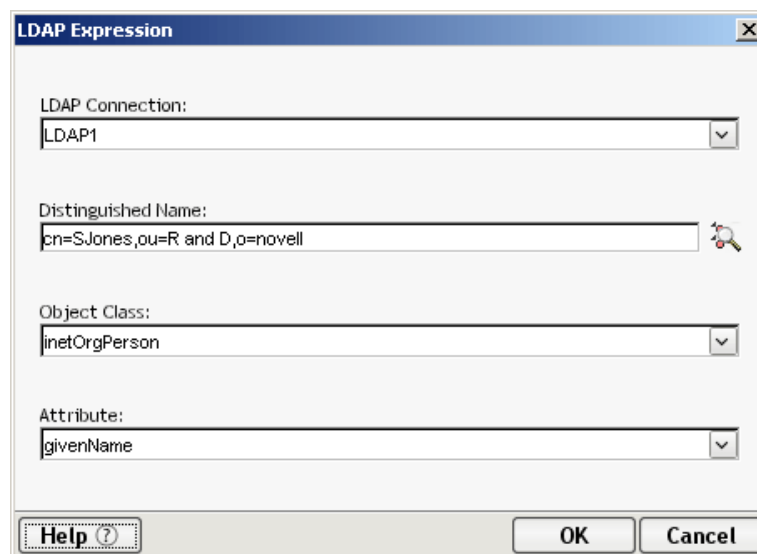 LDAP Expression
LDAP Connection:
LDAP1
Distinguished Name:
cn=SJones,ou=R and D,o=novell
Object Class:
inetOrgPerson
Attribute:
givenName
Help ?
OK
Cancel